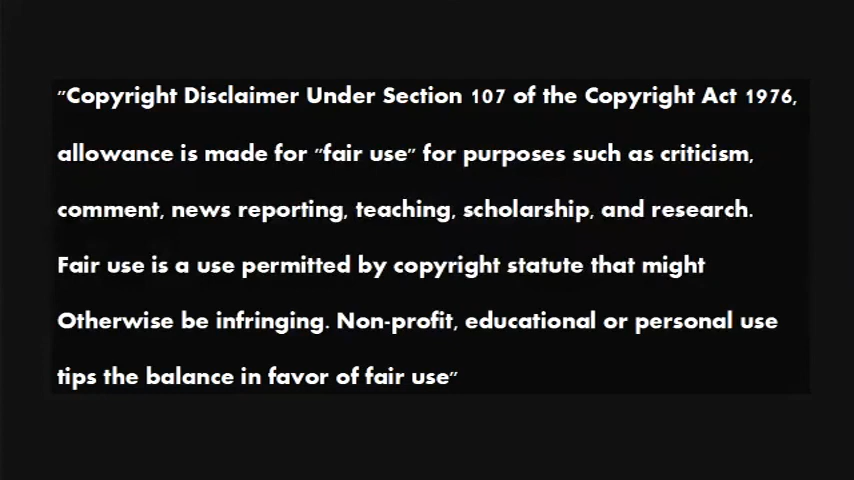 "Copyright Disclaimer Under Section 107 of the Copyright Act 1976,
allowance is made for "fair use" for purposes such as criticism,
comment, news reporting, teaching, scholarship, and research.
Fair use is a use permitted by copyright statute that might
Otherwise be infringing. Non-profit, educational or personal use
tips the balance in favor of fair use"